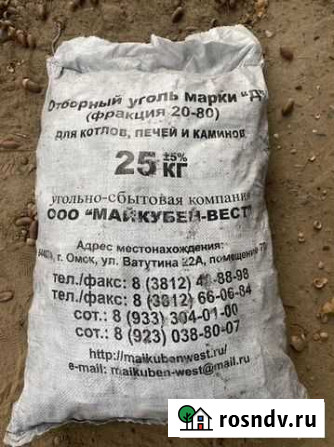 Отборный уголь марки "Д"
(фракция 20-80)
для котлов, печей и каминов
25 ±5%
кг
угольно-сбытовая компания
ООО "МАЙКУБЕН-ВЕСТ"
Адрес местонахождения:
г. Омск, ул. Ватутина 22А, помещение
тел./факс: 8 (3812) -88-98
тел./факс: 8 (3812) 66-06-84
сот.: 8 (933) 304-01-00
сот.: 8 (923) 038-80-07
http://maikubenwest.ru/
e-mail: maikuben-west@mail.ru
rosndv.ru